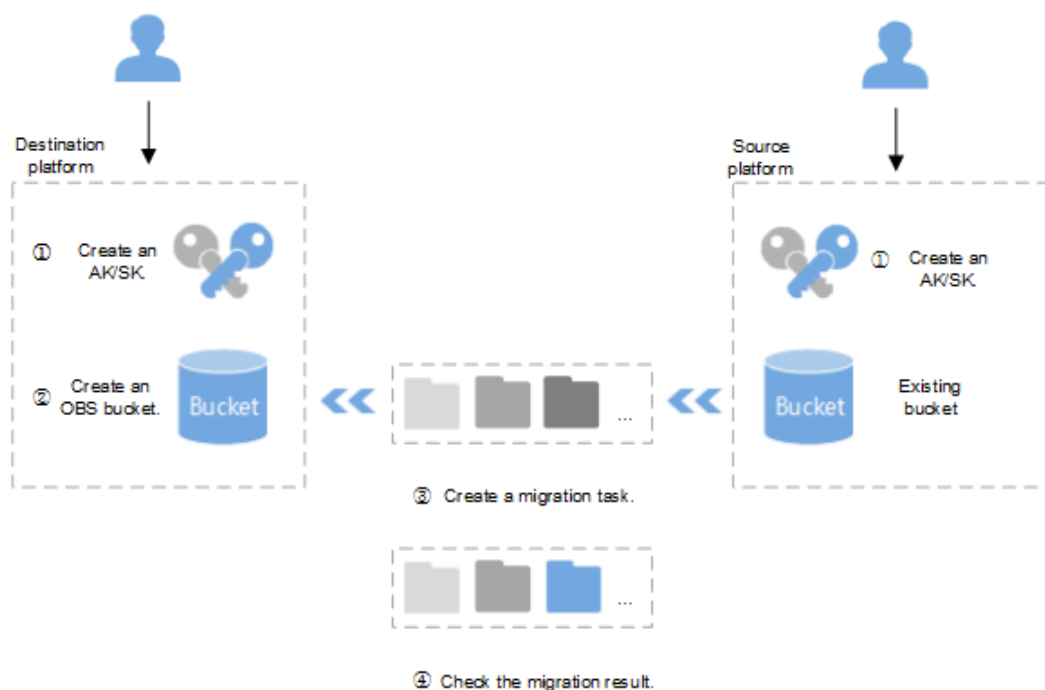 Destination
platform
① Create an
AK/SK.
② Create an
OBS bucket.
Bucket
...
③ Create a migration task.
...
④ Check the migration result.
Source
platform
① Create an
AK/SK.
Bucket
Existing
bucket